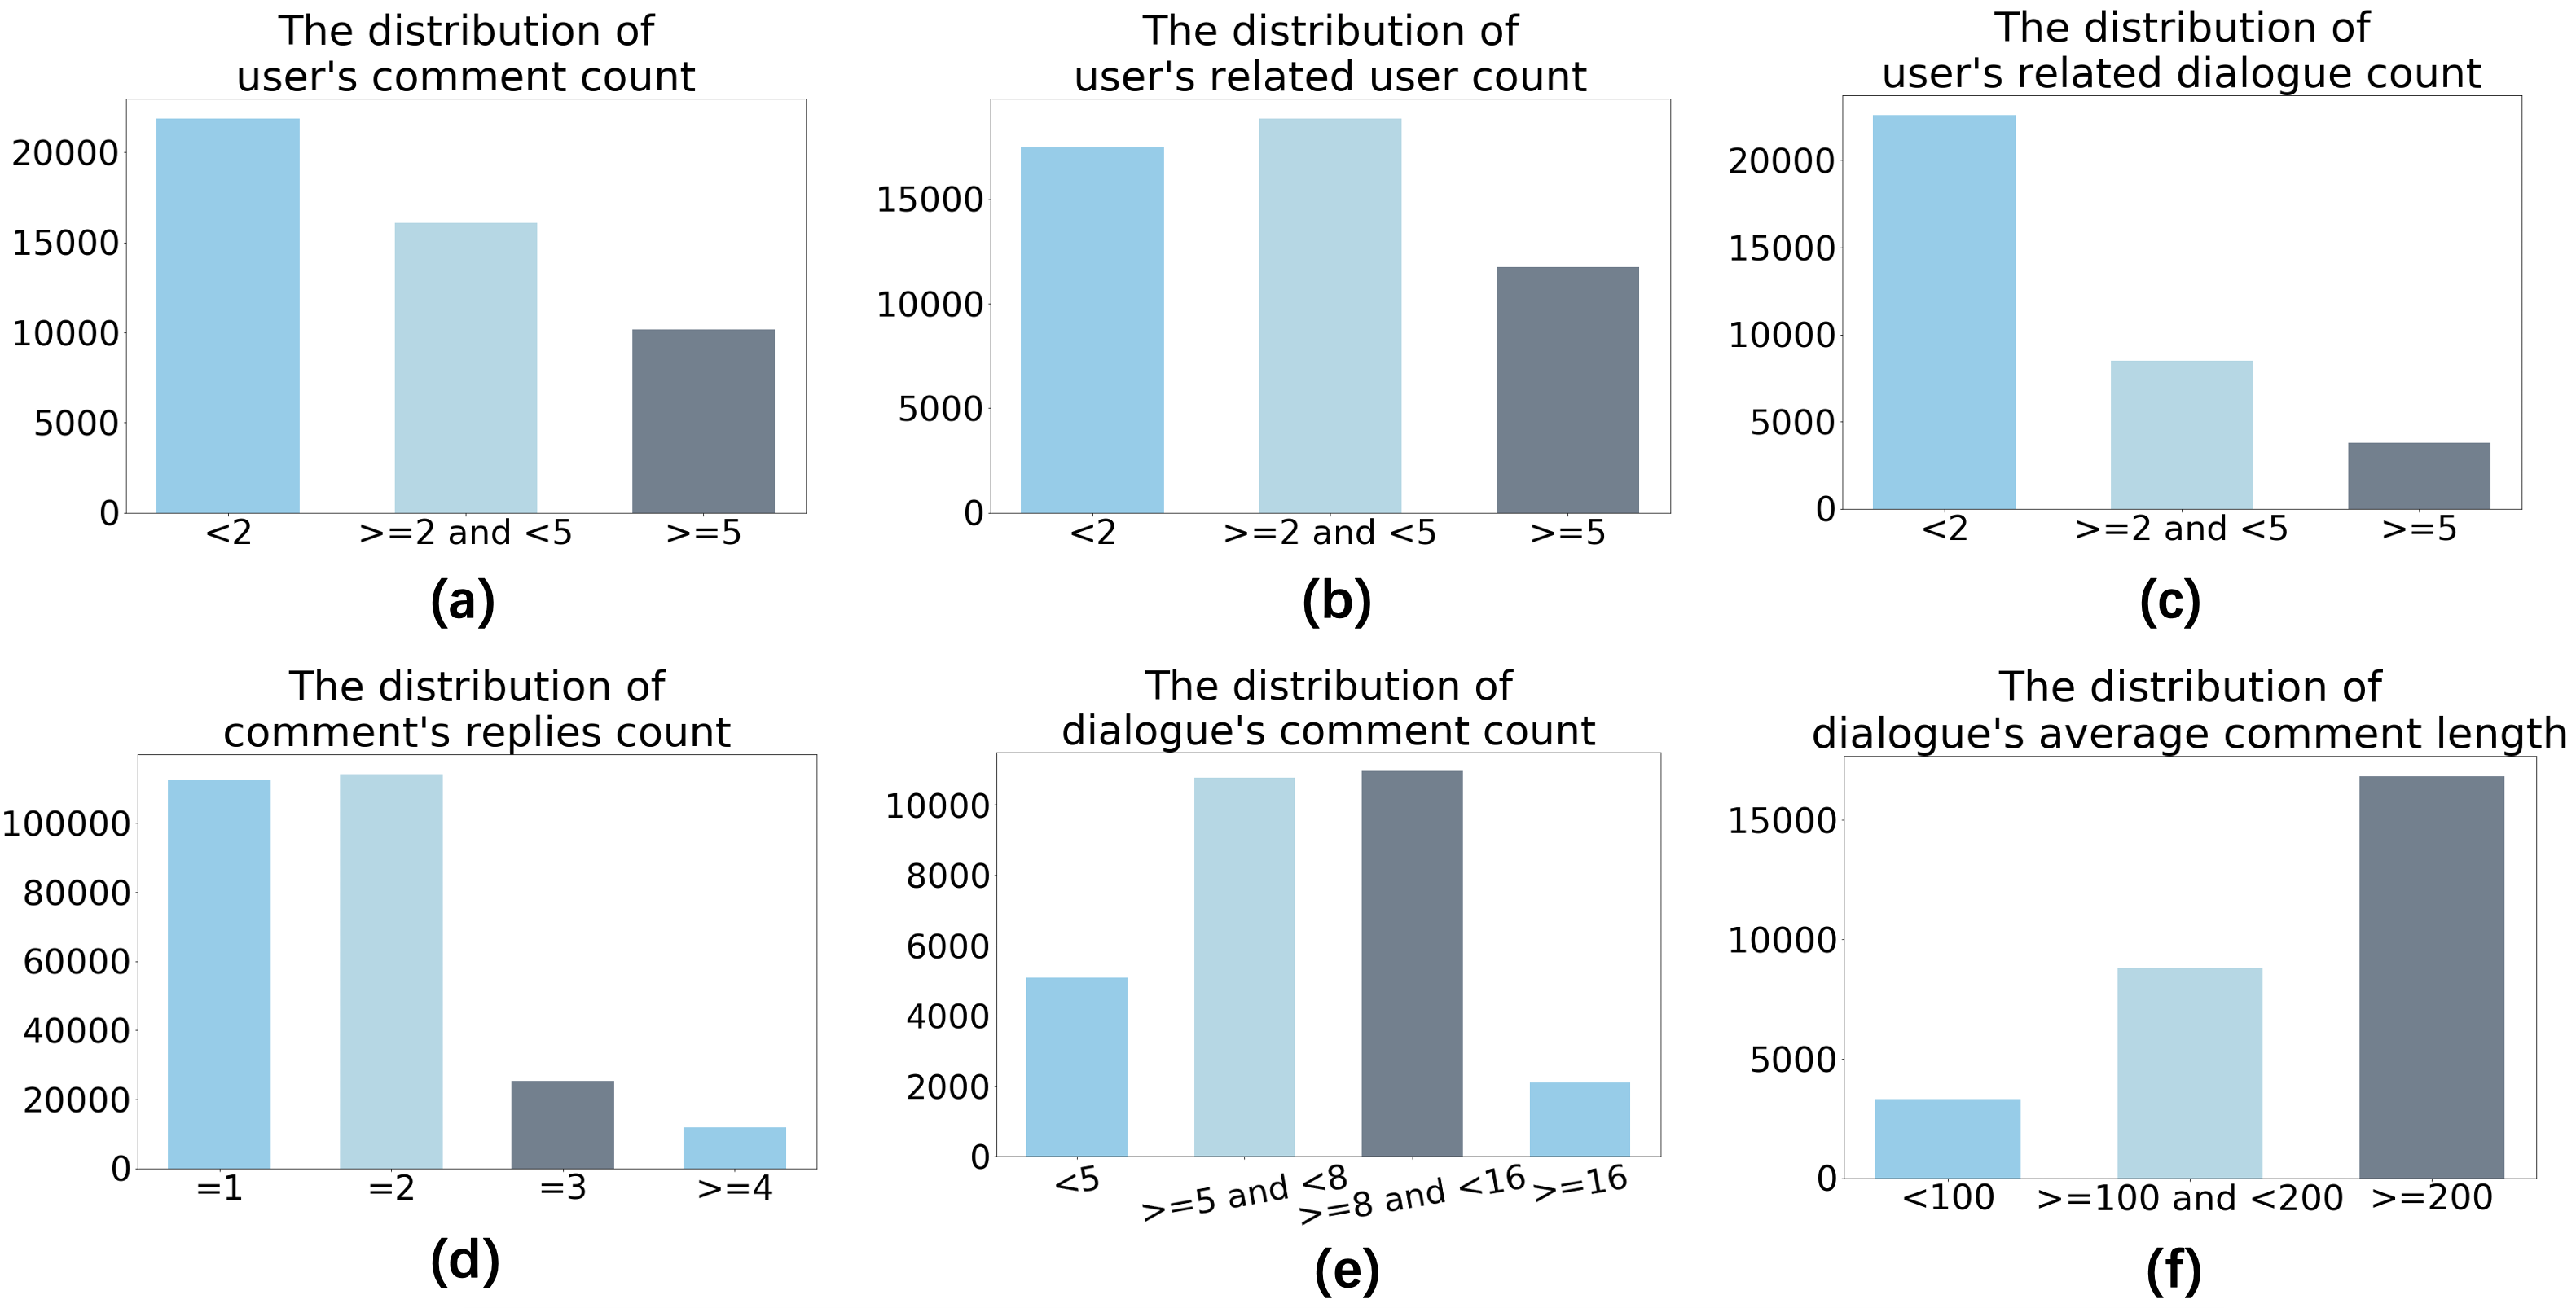 The distribution of
user's comment count
20000
15000
10000
5000
0
<2
>=2 and <5
>=5
(a)
The distribution of
user's related user count
15000
10000
5000
0
<2
>=2 and <5
>=5
(b)
The distribution of
user's related dialogue count
20000
15000
10000
5000
0
<2
>=2 and <5
>=5
(c)
The distribution of
comment's replies count
100000
80000
60000
40000
20000
0
=1
=2
=3
>=4
(d)
The distribution of
dialogue's comment count
10000
8000
6000
4000
2000
0
<5
>=5 and <8
>=8 and <16
>=16
(e)
The distribution of
dialogue's average comment length
15000
10000
5000
0
<100
>=100 and <200
>=200
(f)